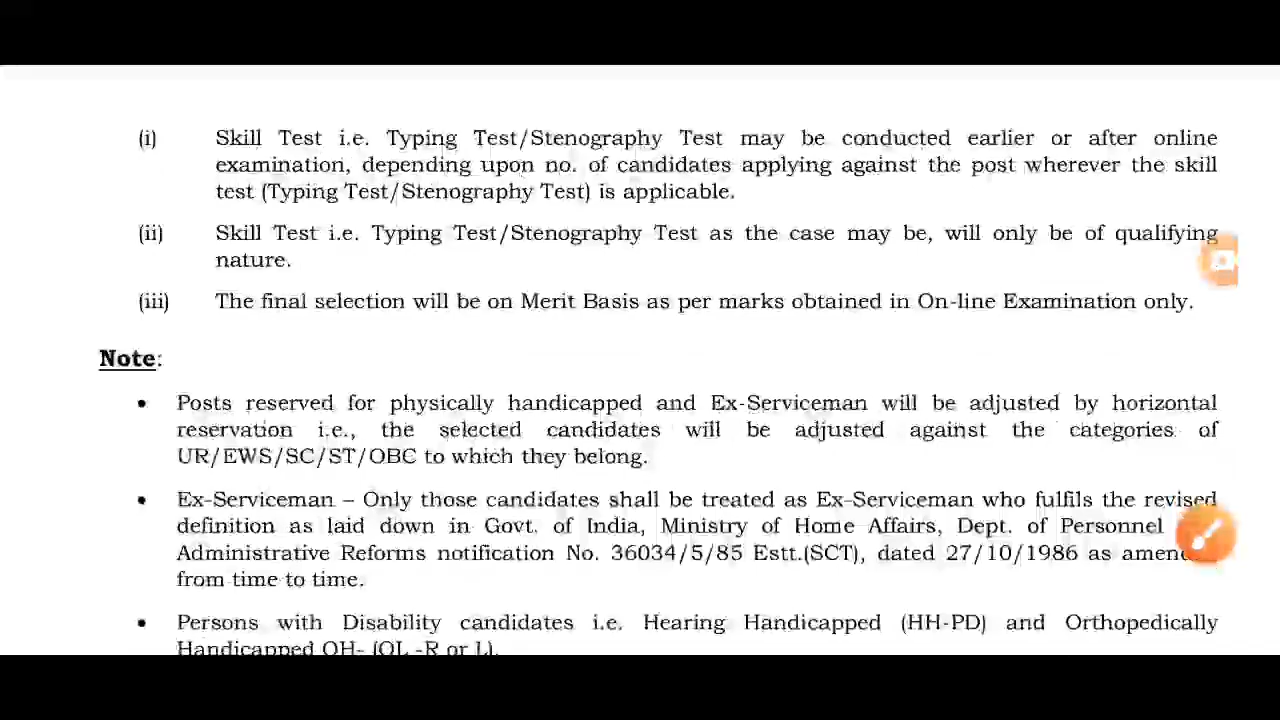 (i) Skill Test i.e. Typing Test/Stenography Test may be conducted earlier or after online
examination, depending upon no. of candidates applying against the post wherever the skill
test (Typing Test/Stenography Test) is applicable.
(ii) Skill Test i.e. Typing Test/Stenography Test as the case may be, will only be of qualifying
nature.
(iii) The final selection will be on Merit Basis as per marks obtained in On-line Examination only.
Note:
• Posts reserved for physically handicapped and Ex-Serviceman will be adjusted by horizontal
reservation i.e., the selected candidates will be adjusted against the categories of
UR/EWS/SC/ST/OBC to which they belong.
• Ex-Serviceman – Only those candidates shall be treated as Ex-Serviceman who fulfils the revised
definition as laid down in Govt. of India, Ministry of Home Affairs, Dept. of Personnel
Administrative Reforms notification No. 36034/5/85 Estt.(SCT), dated 27/10/1986 as
from time to time.
• Persons with Disability candidates i.e. Hearing Handicapped (HH-PD) and Orthopedically
Handicapped OH- (OL -R or L).